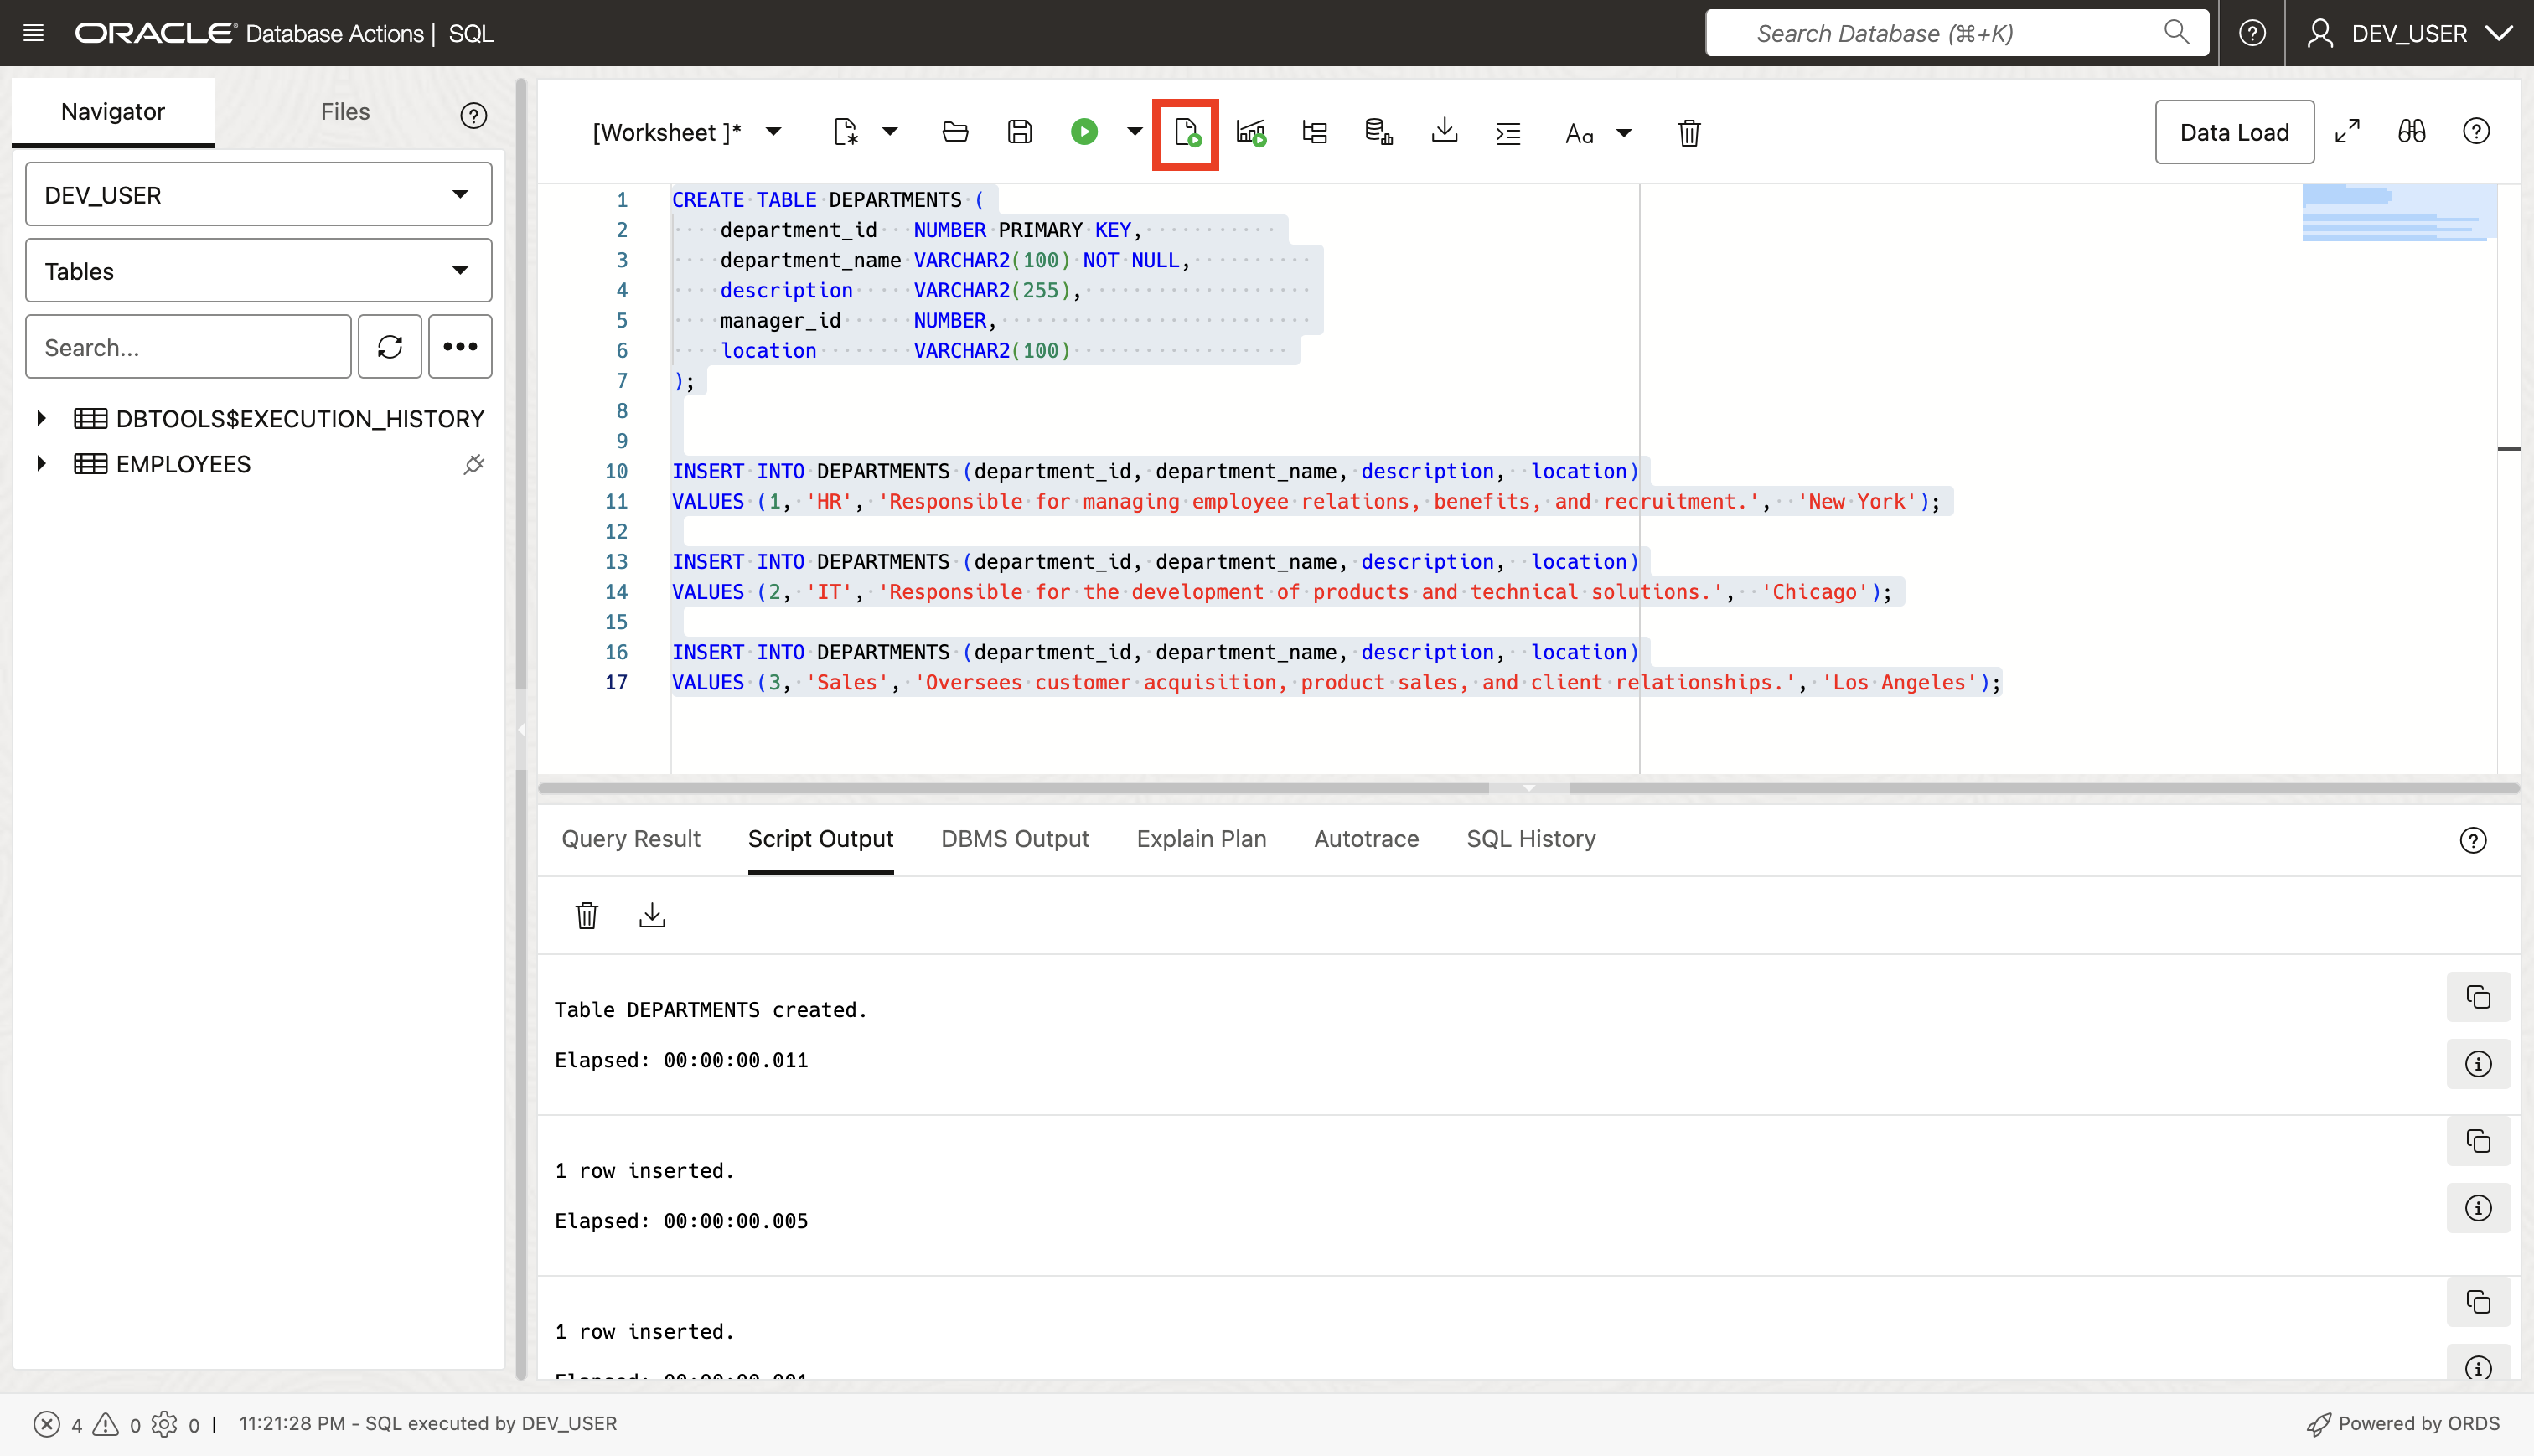 ORACLE Database Actions | SQL
Search Database (⌘+K)
DEV_USER
Navigator
Files
DEV_USER
Tables
Search...
DBTOOLS$EXECUTION_HISTORY
EMPLOYEES
[Worksheet ]*
Aa
Data Load
1 CREATE TABLE DEPARTMENTS (
2     department_id   NUMBER PRIMARY KEY,
3     department_name VARCHAR2(100) NOT NULL,
4     description     VARCHAR2(255),
5     manager_id      NUMBER,
6     location        VARCHAR2(100)
7 );
8
9
10 INSERT INTO DEPARTMENTS (department_id, department_name, description,  location)
11 VALUES (1, 'HR', 'Responsible for managing employee relations, benefits, and recruitment.',  'New York');
12
13 INSERT INTO DEPARTMENTS (department_id, department_name, description,  location)
14 VALUES (2, 'IT', 'Responsible for the development of products and technical solutions.',  'Chicago');
15
16 INSERT INTO DEPARTMENTS (department_id, department_name, description,  location)
17 VALUES (3, 'Sales', 'Oversees customer acquisition, product sales, and client relationships.', 'Los Angeles');
Query Result
Script Output
DBMS Output
Explain Plan
Autotrace
SQL History
Table DEPARTMENTS created.
Elapsed: 00:00:00.011
1 row inserted.
Elapsed: 00:00:00.005
1 row inserted.
Elapsed: 00:00:00.001
4 0 0 | 11:21:28 PM - SQL executed by DEV_USER
Powered by ORDS